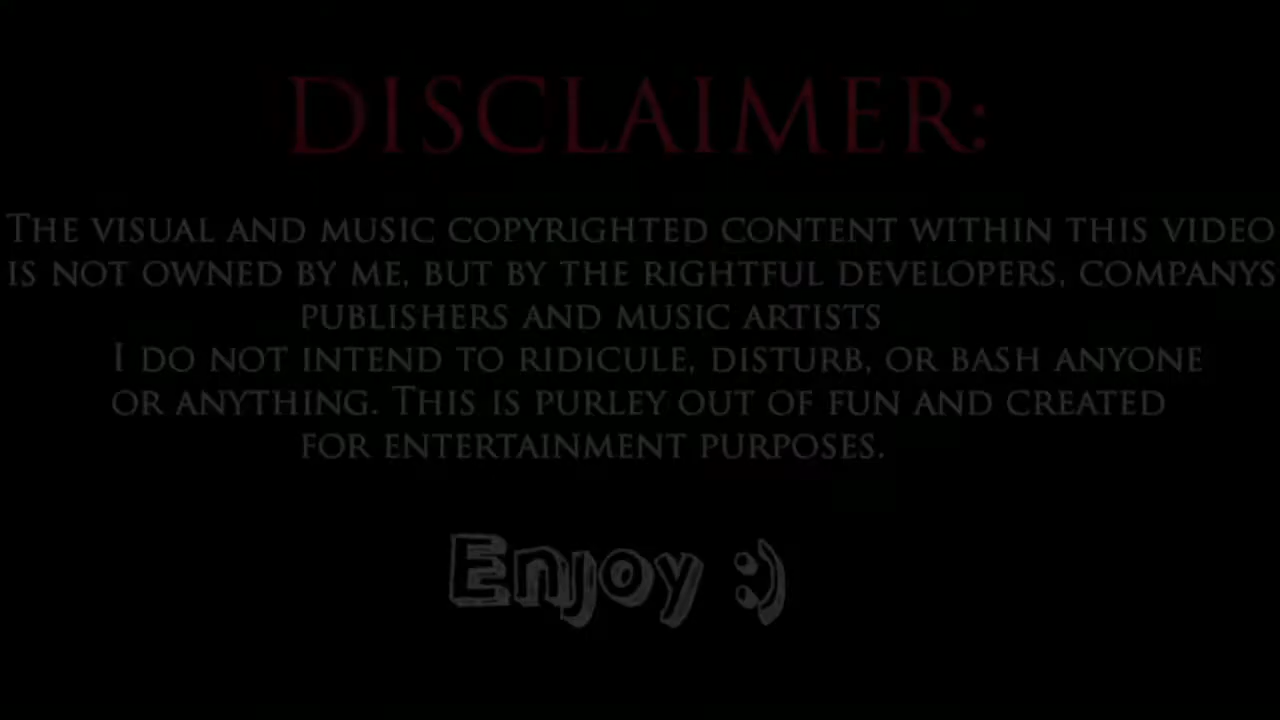 DISCLAIMER:
The visual and music copyrighted content within this video
is not owned by me, but by the rightful developers, companys
publishers and music artists
I do not intend to ridicule, disturb, or bash anyone
or anything. This is purley out of fun and created
for entertainment purposes.
Enjoy :)